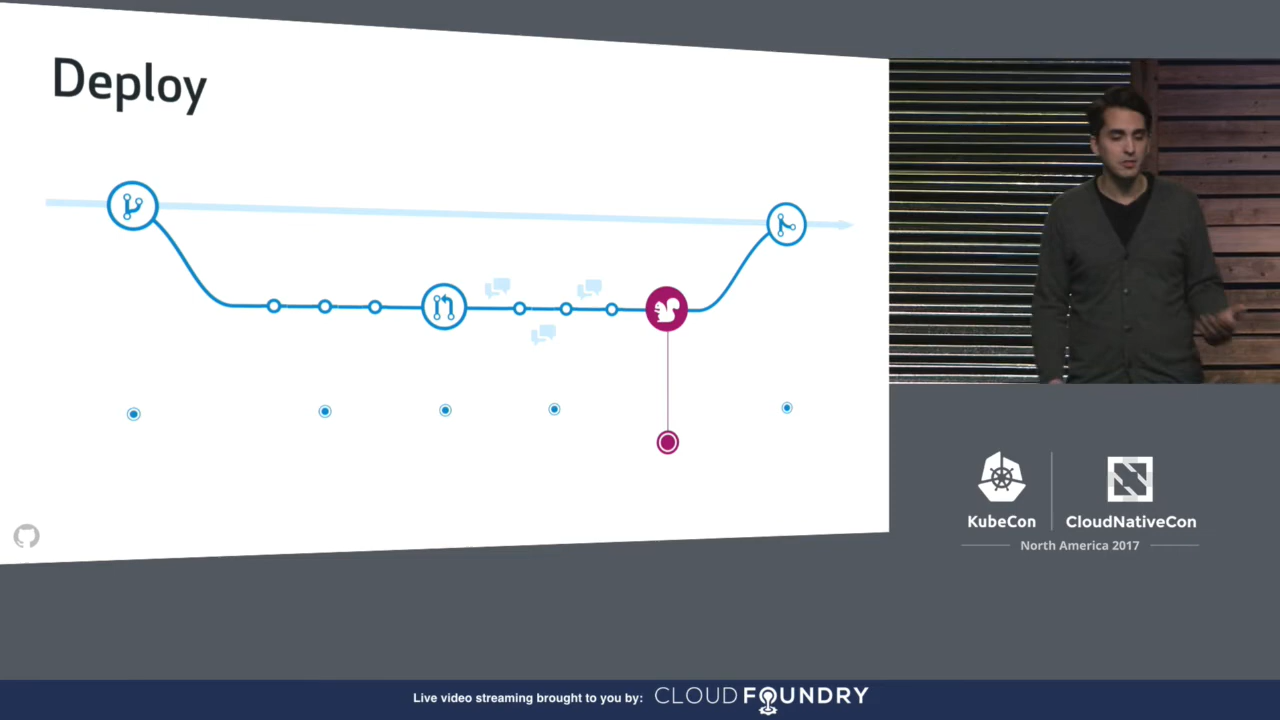 Deploy
KubeCon
CloudNativeCon
North America 2017
Live video streaming brought to you by: CLOUD FOUNDRY